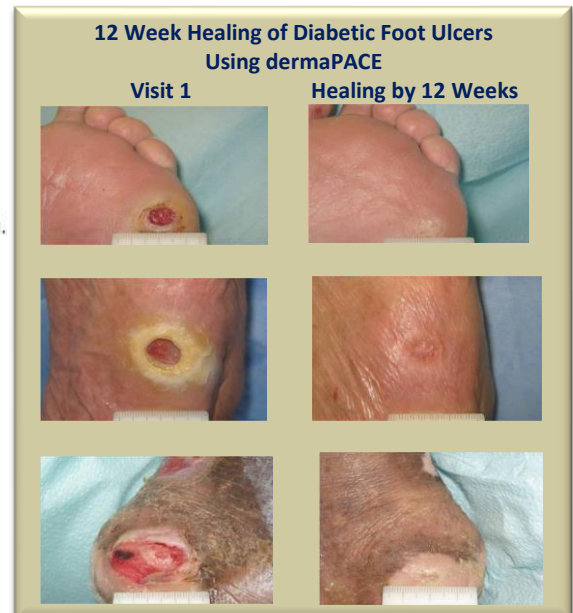 12 Week Healing of Diabetic Foot Ulcers
Using dermaPACE
Visit 1 Healing by 12 Weeks